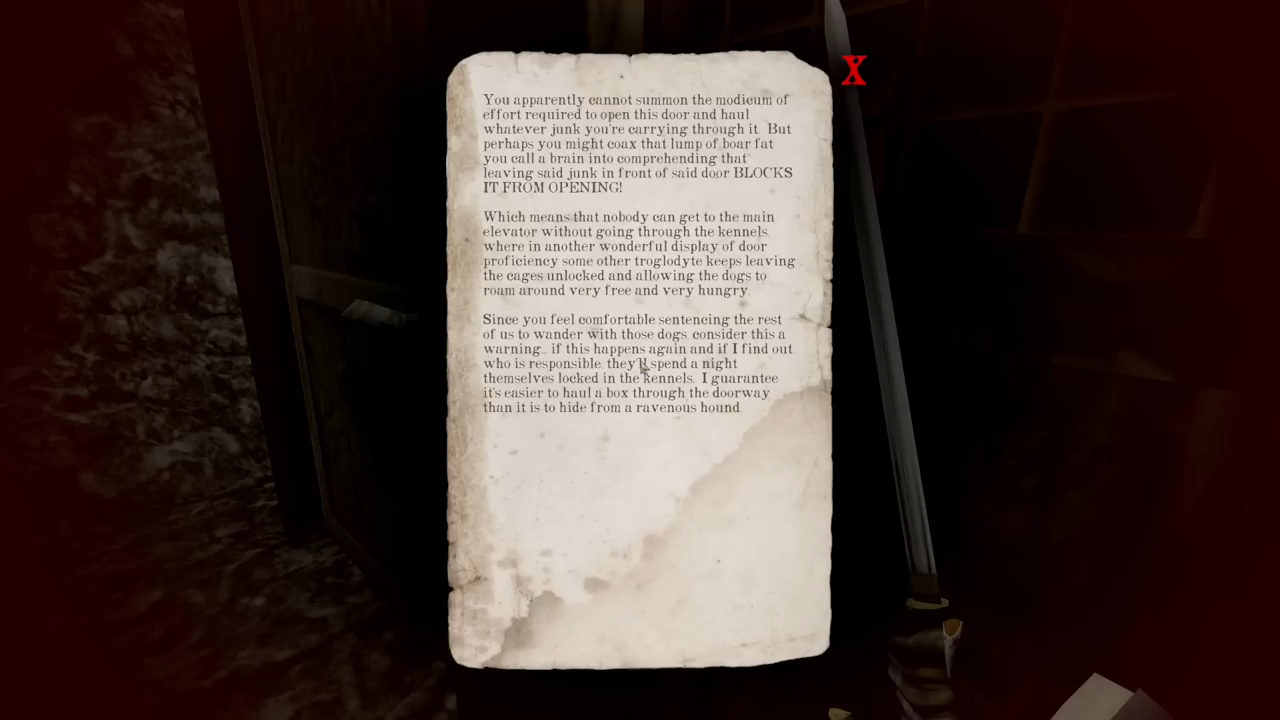 X
You apparently cannot summon the modicum of
effort required to open this door and haul
whatever junk you're carrying through it. But
perhaps you might coax that lump of boar fat
you call a brain into comprehending that
leaving said junk in front of said door BLOCKS
IT FROM OPENING!
Which means that nobody can get to the main
elevator without going through the kennels,
where in another wonderful display of door
proficiency some other troglodyte keeps leaving
the cages unlocked and allowing the dogs to
roam around very free and very hungry.
Since you feel comfortable sentencing the rest
of us to wander with those dogs, consider this a
warning... if this happens again and if I find out
who is responsible, they'll spend a night
themselves locked in the kennels. I guarantee
it's easier to haul a box through the doorway
than it is to hide from a ravenous hound.